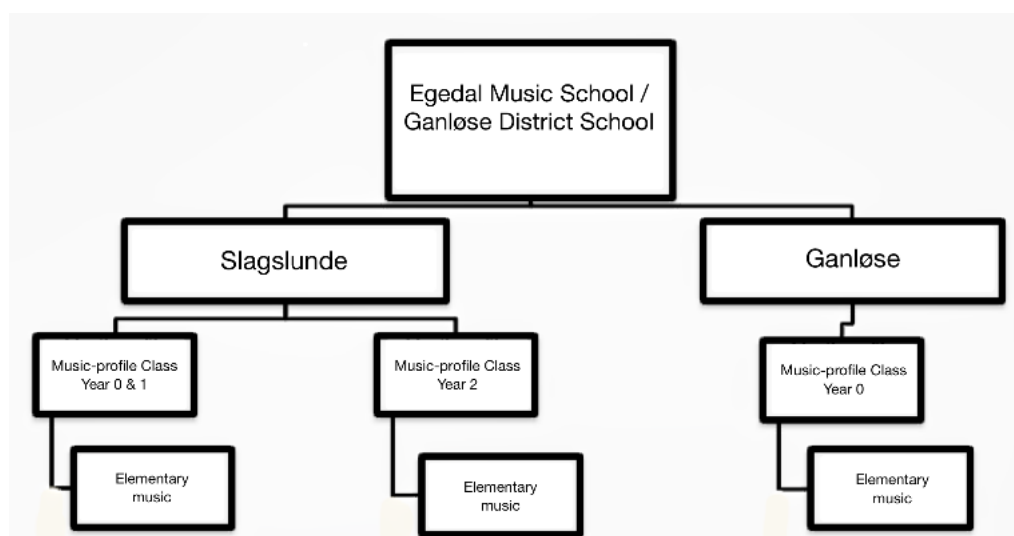 Egedal Music School /
Ganløse District School
Slagslunde
Ganløse
Music-profile Class
Year 0 & 1
Music-profile Class
Year 2
Music-profile Class
Year 0
Elementary
music
Elementary
music
Elementary
music